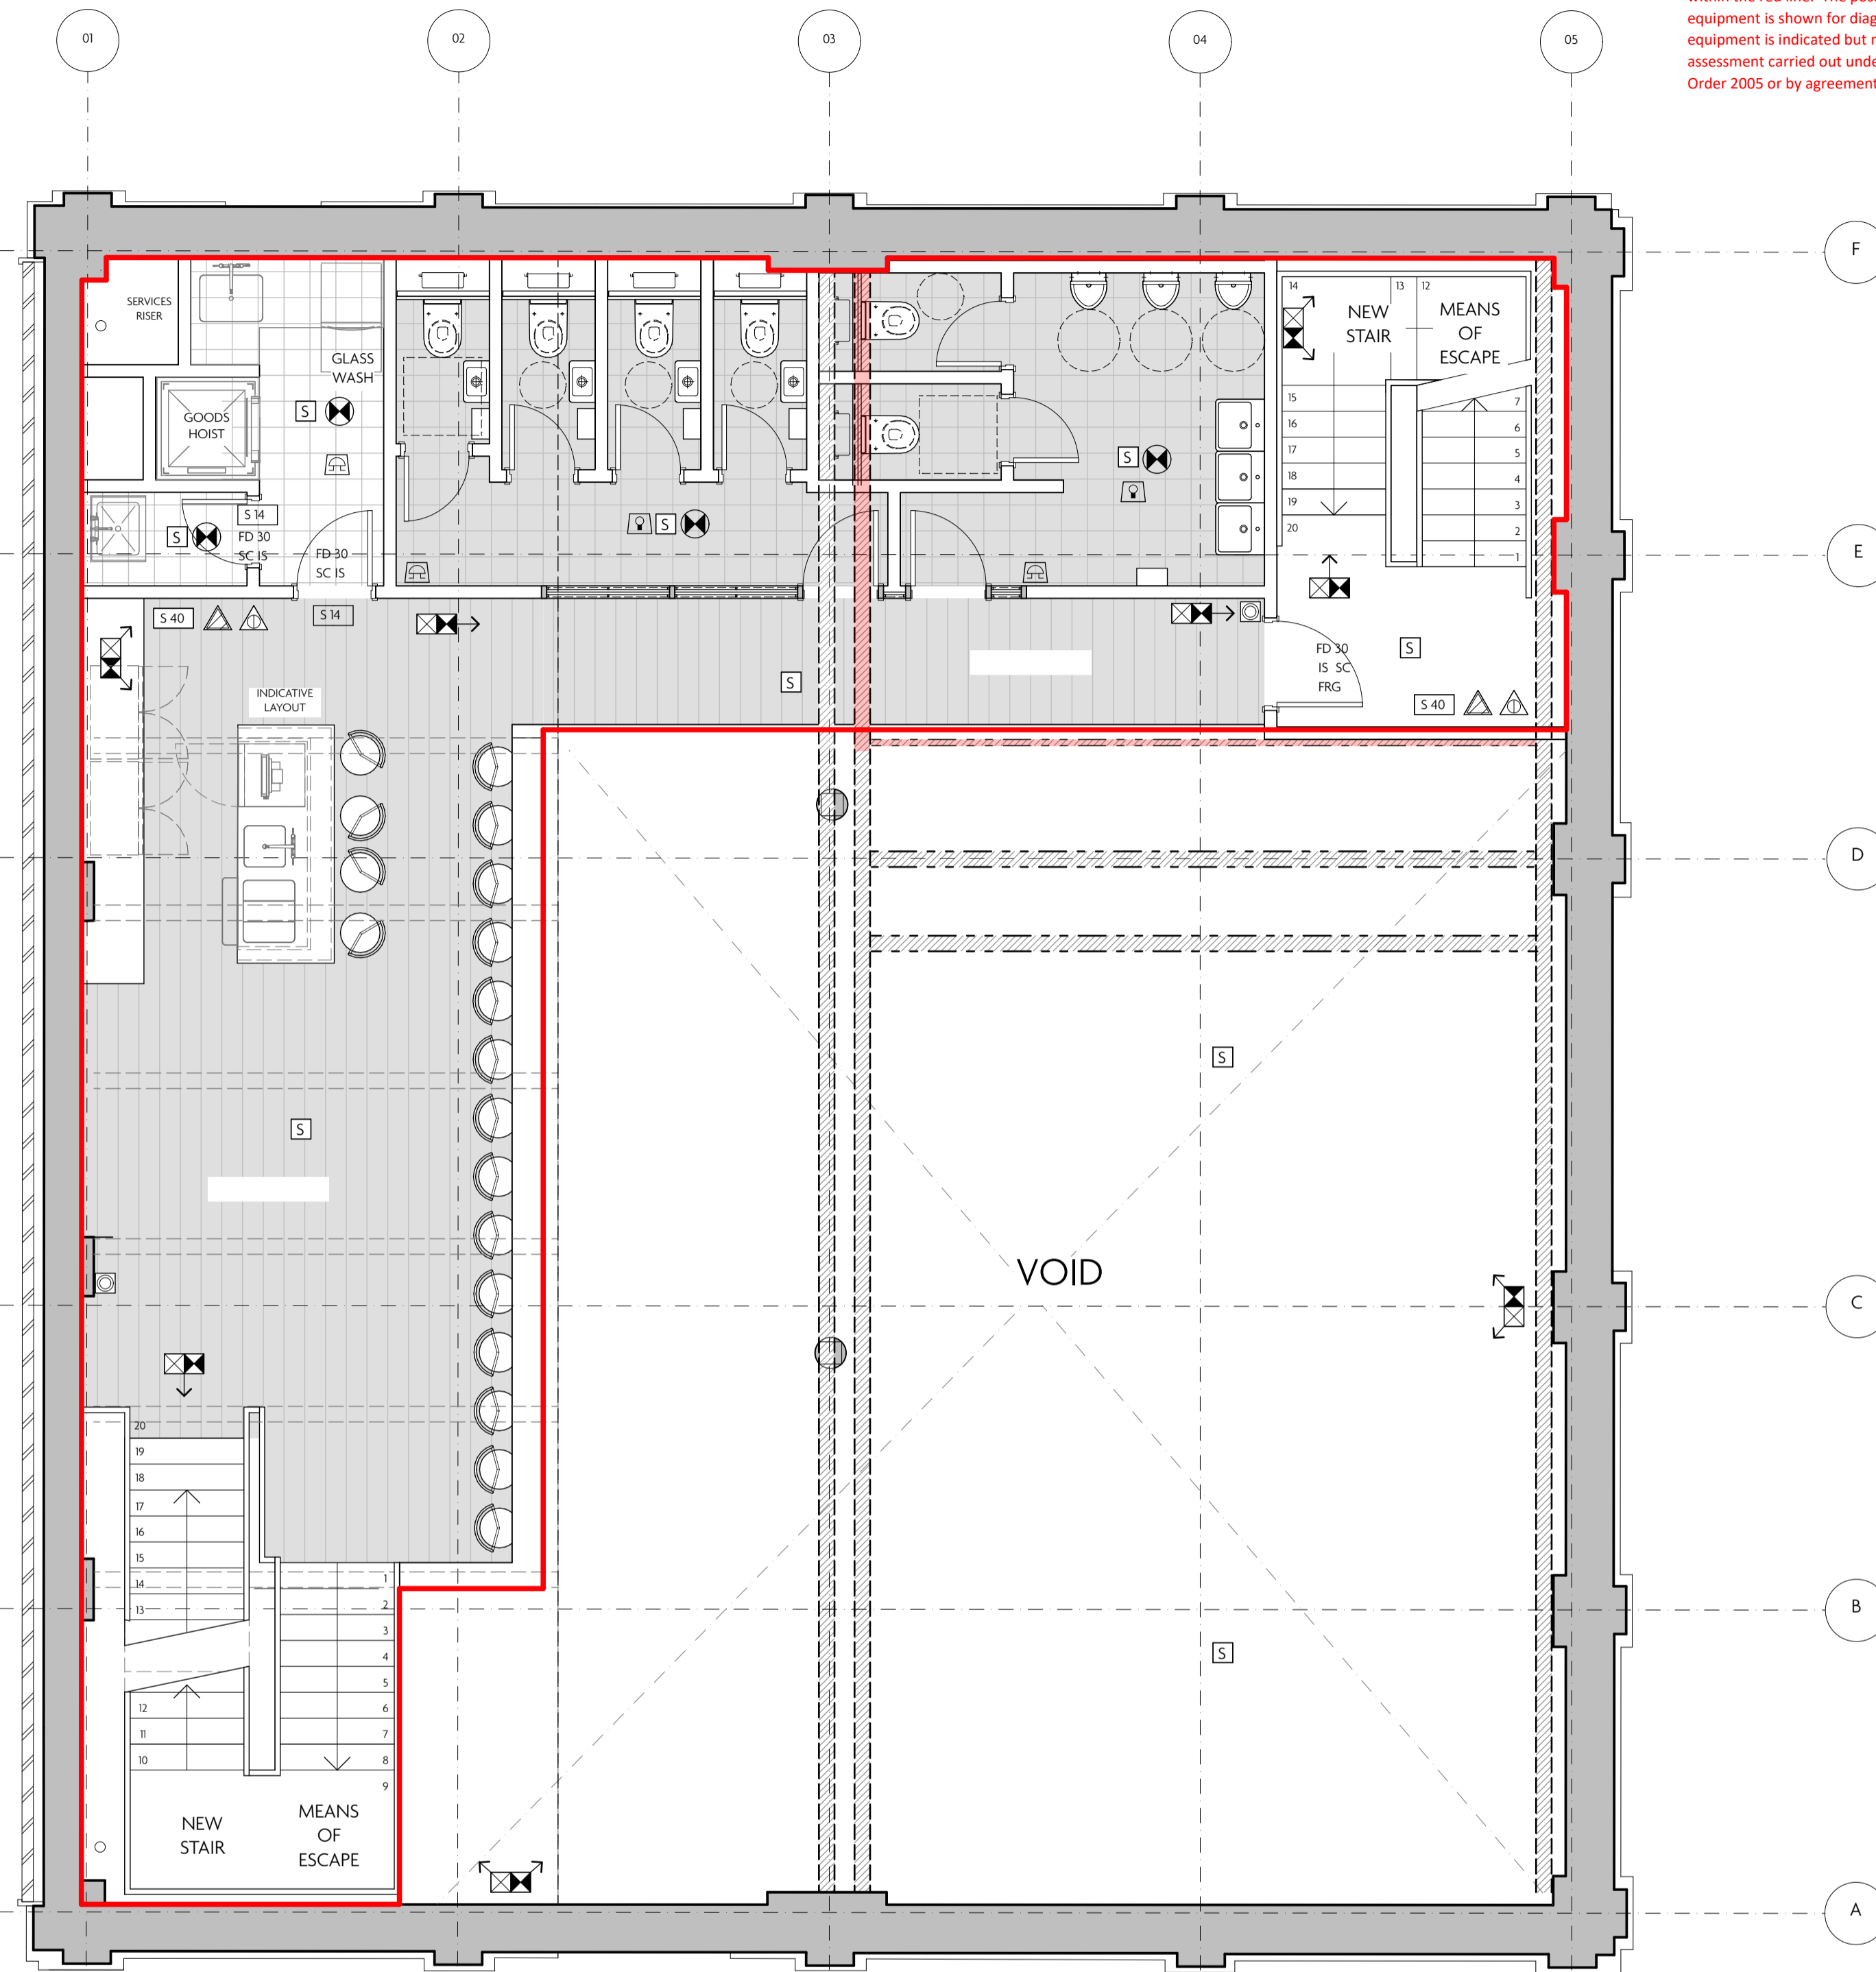 within the red line. The
equipment is shown for
equipment is indicated but
assessment carried out
Order 2005 or by agreement
01
02
03
04
05
F
E
D
C
B
A
SERVICES
RISER
GLASS
WASH
GOODS
HOIST
S
S
S 14
FD 30
SC IS
FD 30
SC IS
S 40
S 14
S
S
S
INDICATIVE
LAYOUT
14
13
12
NEW
STAIR
MEANS
OF
ESCAPE
15
16
17
18
19
20
7
6
5
4
3
2
1
FD 30
IS SC
FRG
S
S 40
S
S
VOID
S
20
19
18
17
16
15
14
13
12
11
10
1
2
3
4
5
6
7
8
9
NEW
STAIR
MEANS
OF
ESCAPE